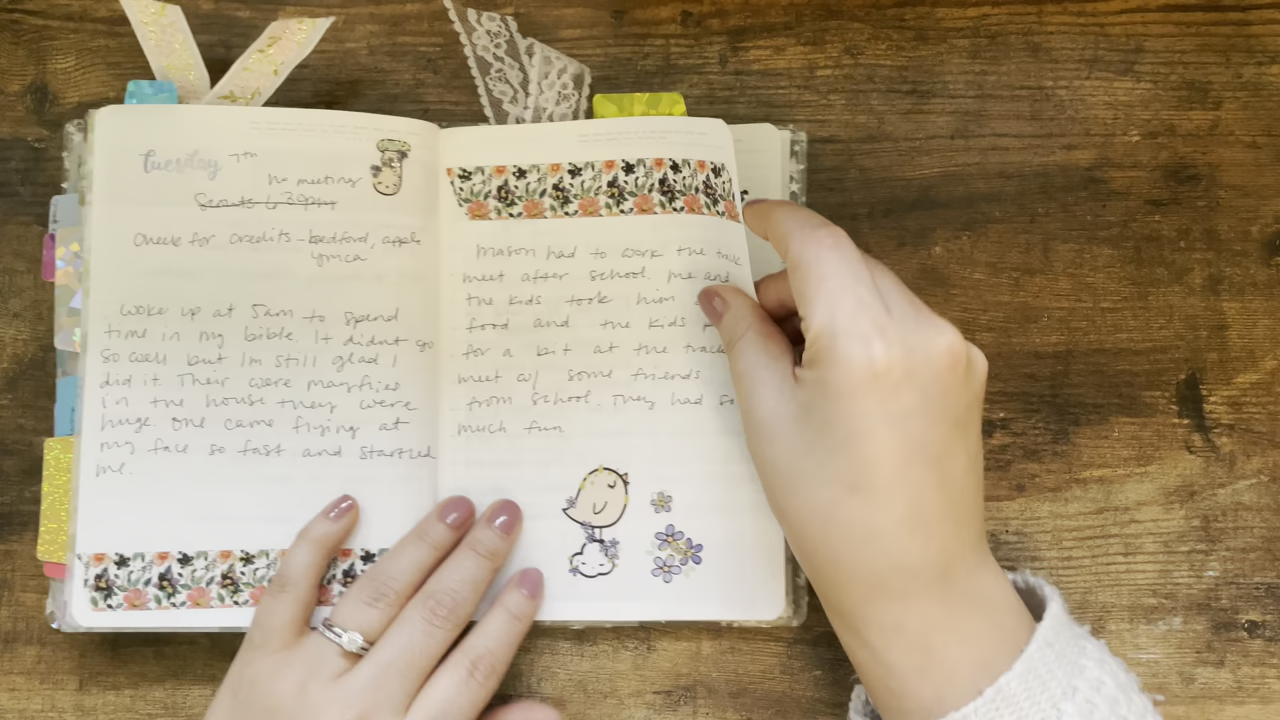 Tuesday 7th
No meeting
Scouts 6:30pm
Check for credits - bedford, apple
ymca
Woke up at 5am to spend
time in my bible. It didnt go
so well but Im still glad I
did it. Their were mayflies
in the house they were
huge. One came flying at
my face so fast and startled
me.
Mason had to work the track
meet after school. Me and
the kids took him
food and the kids
for a bit at the track
meet w/ some friends
from school. They had so
much fun